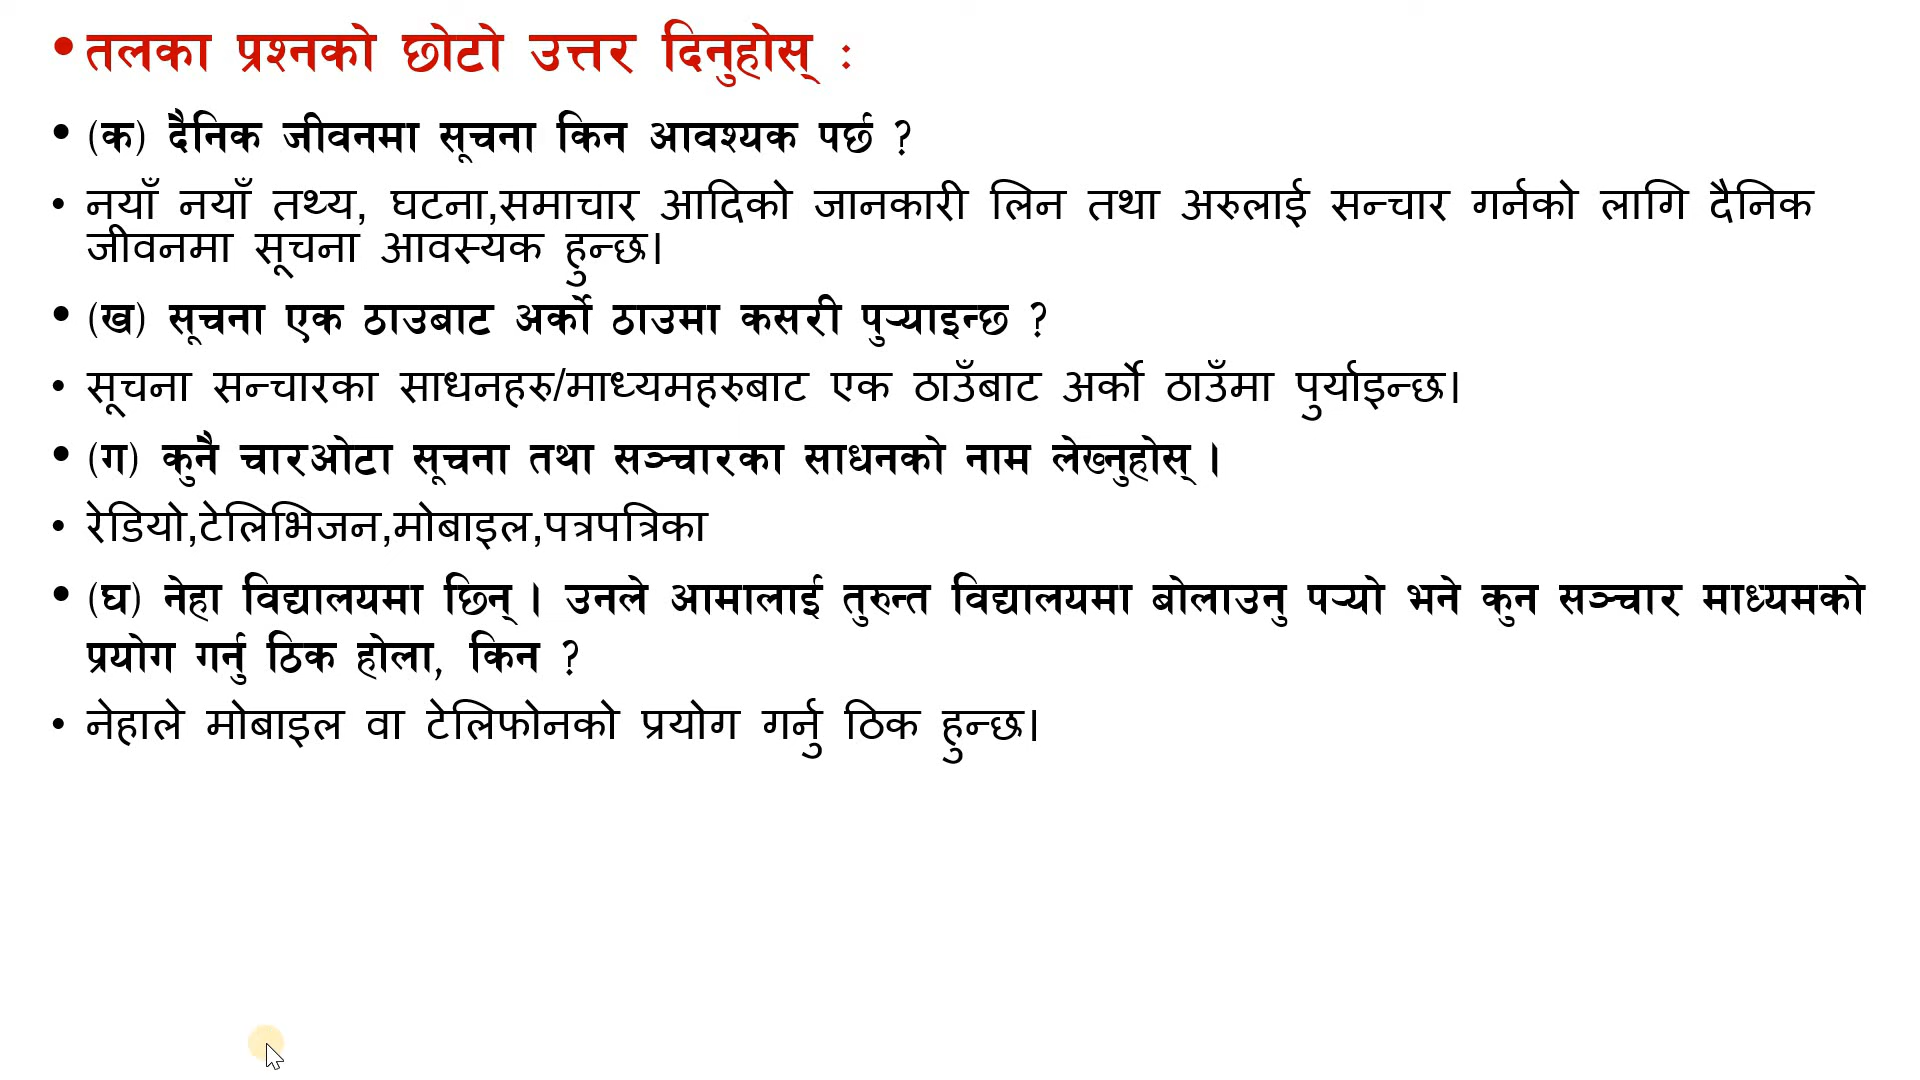 • तलका प्रश्नको छोटो उत्तर दिनुहोस् :
• (क) दैनिक जीवनमा सूचना किन आवश्यक पर्छ ?
• नयाँ नयाँ तथ्य, घटना,समाचार आदिको जानकारी लिन तथा अरुलाई सन्चार गर्नको लागि दैनिक
जीवनमा सूचना आवस्यक हुन्छ।
• (ख) सूचना एक ठाउबाट अर्को ठाउमा कसरी पुऱ्याइन्छ ?
• सूचना सन्चारका साधनहरु/माध्यमहरुबाट एक ठाउँबाट अर्को ठाउँमा पुर्याइन्छ।
• (ग) कुनै चारओटा सूचना तथा सञ्चारका साधनको नाम लेख्नुहोस् ।
• रेडियो,टेलिभिजन,मोबाइल,पत्रपत्रिका
• (घ) नेहा विद्यालयमा छिन् । उनले आमालाई तुरुन्त विद्यालयमा बोलाउनु पऱ्यो भने कुन सञ्चार माध्यमको
प्रयोग गर्नु ठिक होला, किन ?
• नेहाले मोबाइल वा टेलिफोनको प्रयोग गर्नु ठिक हुन्छ।